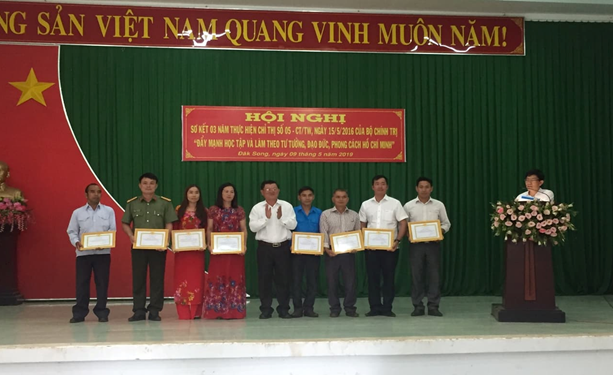 NG SẢN VIỆT NAM QUANG VINH MUÔN NĂM!
HỘI NGHỊ
SƠ KẾT 03 NĂM THỰC HIỆN CHỈ THỊ SỐ 05 - CT/TH, NGÀY 15/5/2016 CỦA BỘ CHÍNH TRỊ
"ĐẨY MẠNH HỌC TẬP VÀ LÀM THEO TƯ TƯỞNG, ĐẠO ĐỨC, PHONG CÁCH HỒ CHÍ MINH"
Đăk Song, ngày 09 tháng 5 năm 2019